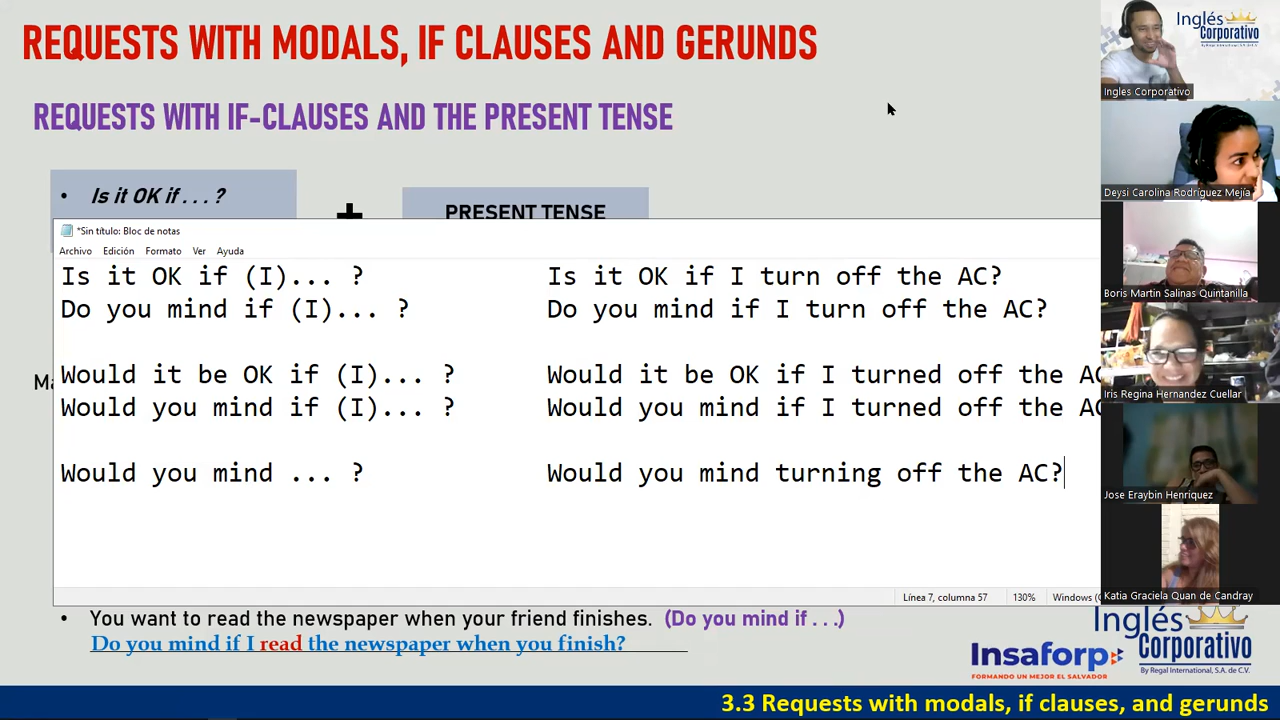 REQUESTS WITH MODALS, IF CLAUSES AND GERUNDS
REQUESTS WITH IF-CLAUSES AND THE PRESENT TENSE
• Is it OK if . . . ?
+
PRESENT TENSE
*Sin título: Bloc de notas
Archivo Edición Formato Ver Ayuda
Is it OK if (I)... ? Is it OK if I turn off the AC?
Do you mind if (I)... ? Do you mind if I turn off the AC?
Would it be OK if (I)... ? Would it be OK if I turned off the AC
Would you mind if (I)... ? Would you mind if I turned off the AC
Would you mind ... ? Would you mind turning off the AC?
Línea 7, columna 57 130% Windows (
• You want to read the newspaper when your friend finishes. (Do you mind if . . .)
Do you mind if I read the newspaper when you finish?
Inglés
Corporativo
By Regal International, S.A. de C.V.
Insaforp
FORMANDO UN MEJOR EL SALVADOR
3.3 Requests with modals, if clauses, and gerunds
Inglés
Corporativo
By Regal International, S.A. de C.V.
Ingles Corporativo
Deysi Carolina Rodríguez Mejía
Boris Martin Salinas Quintanilla
Iris Regina Hernandez Cuellar
Jose Eraybin Henriquez
Katia Graciela Quan de Candray